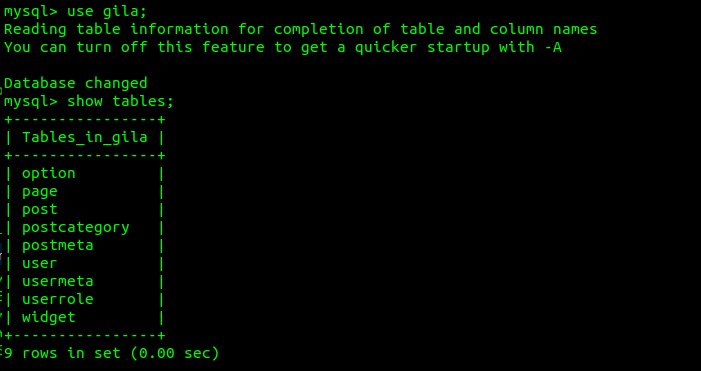 mysql> use gila;
Reading table information for completion of table and column names
You can turn off this feature to get a quicker startup with -A

Database changed
mysql> show tables;
+----------------+
| Tables_in_gila |
+----------------+
| option         |
| page           |
| post           |
| postcategory   |
| postmeta       |
| user           |
| usermeta       |
| userrole       |
| widget         |
+----------------+
9 rows in set (0.00 sec)